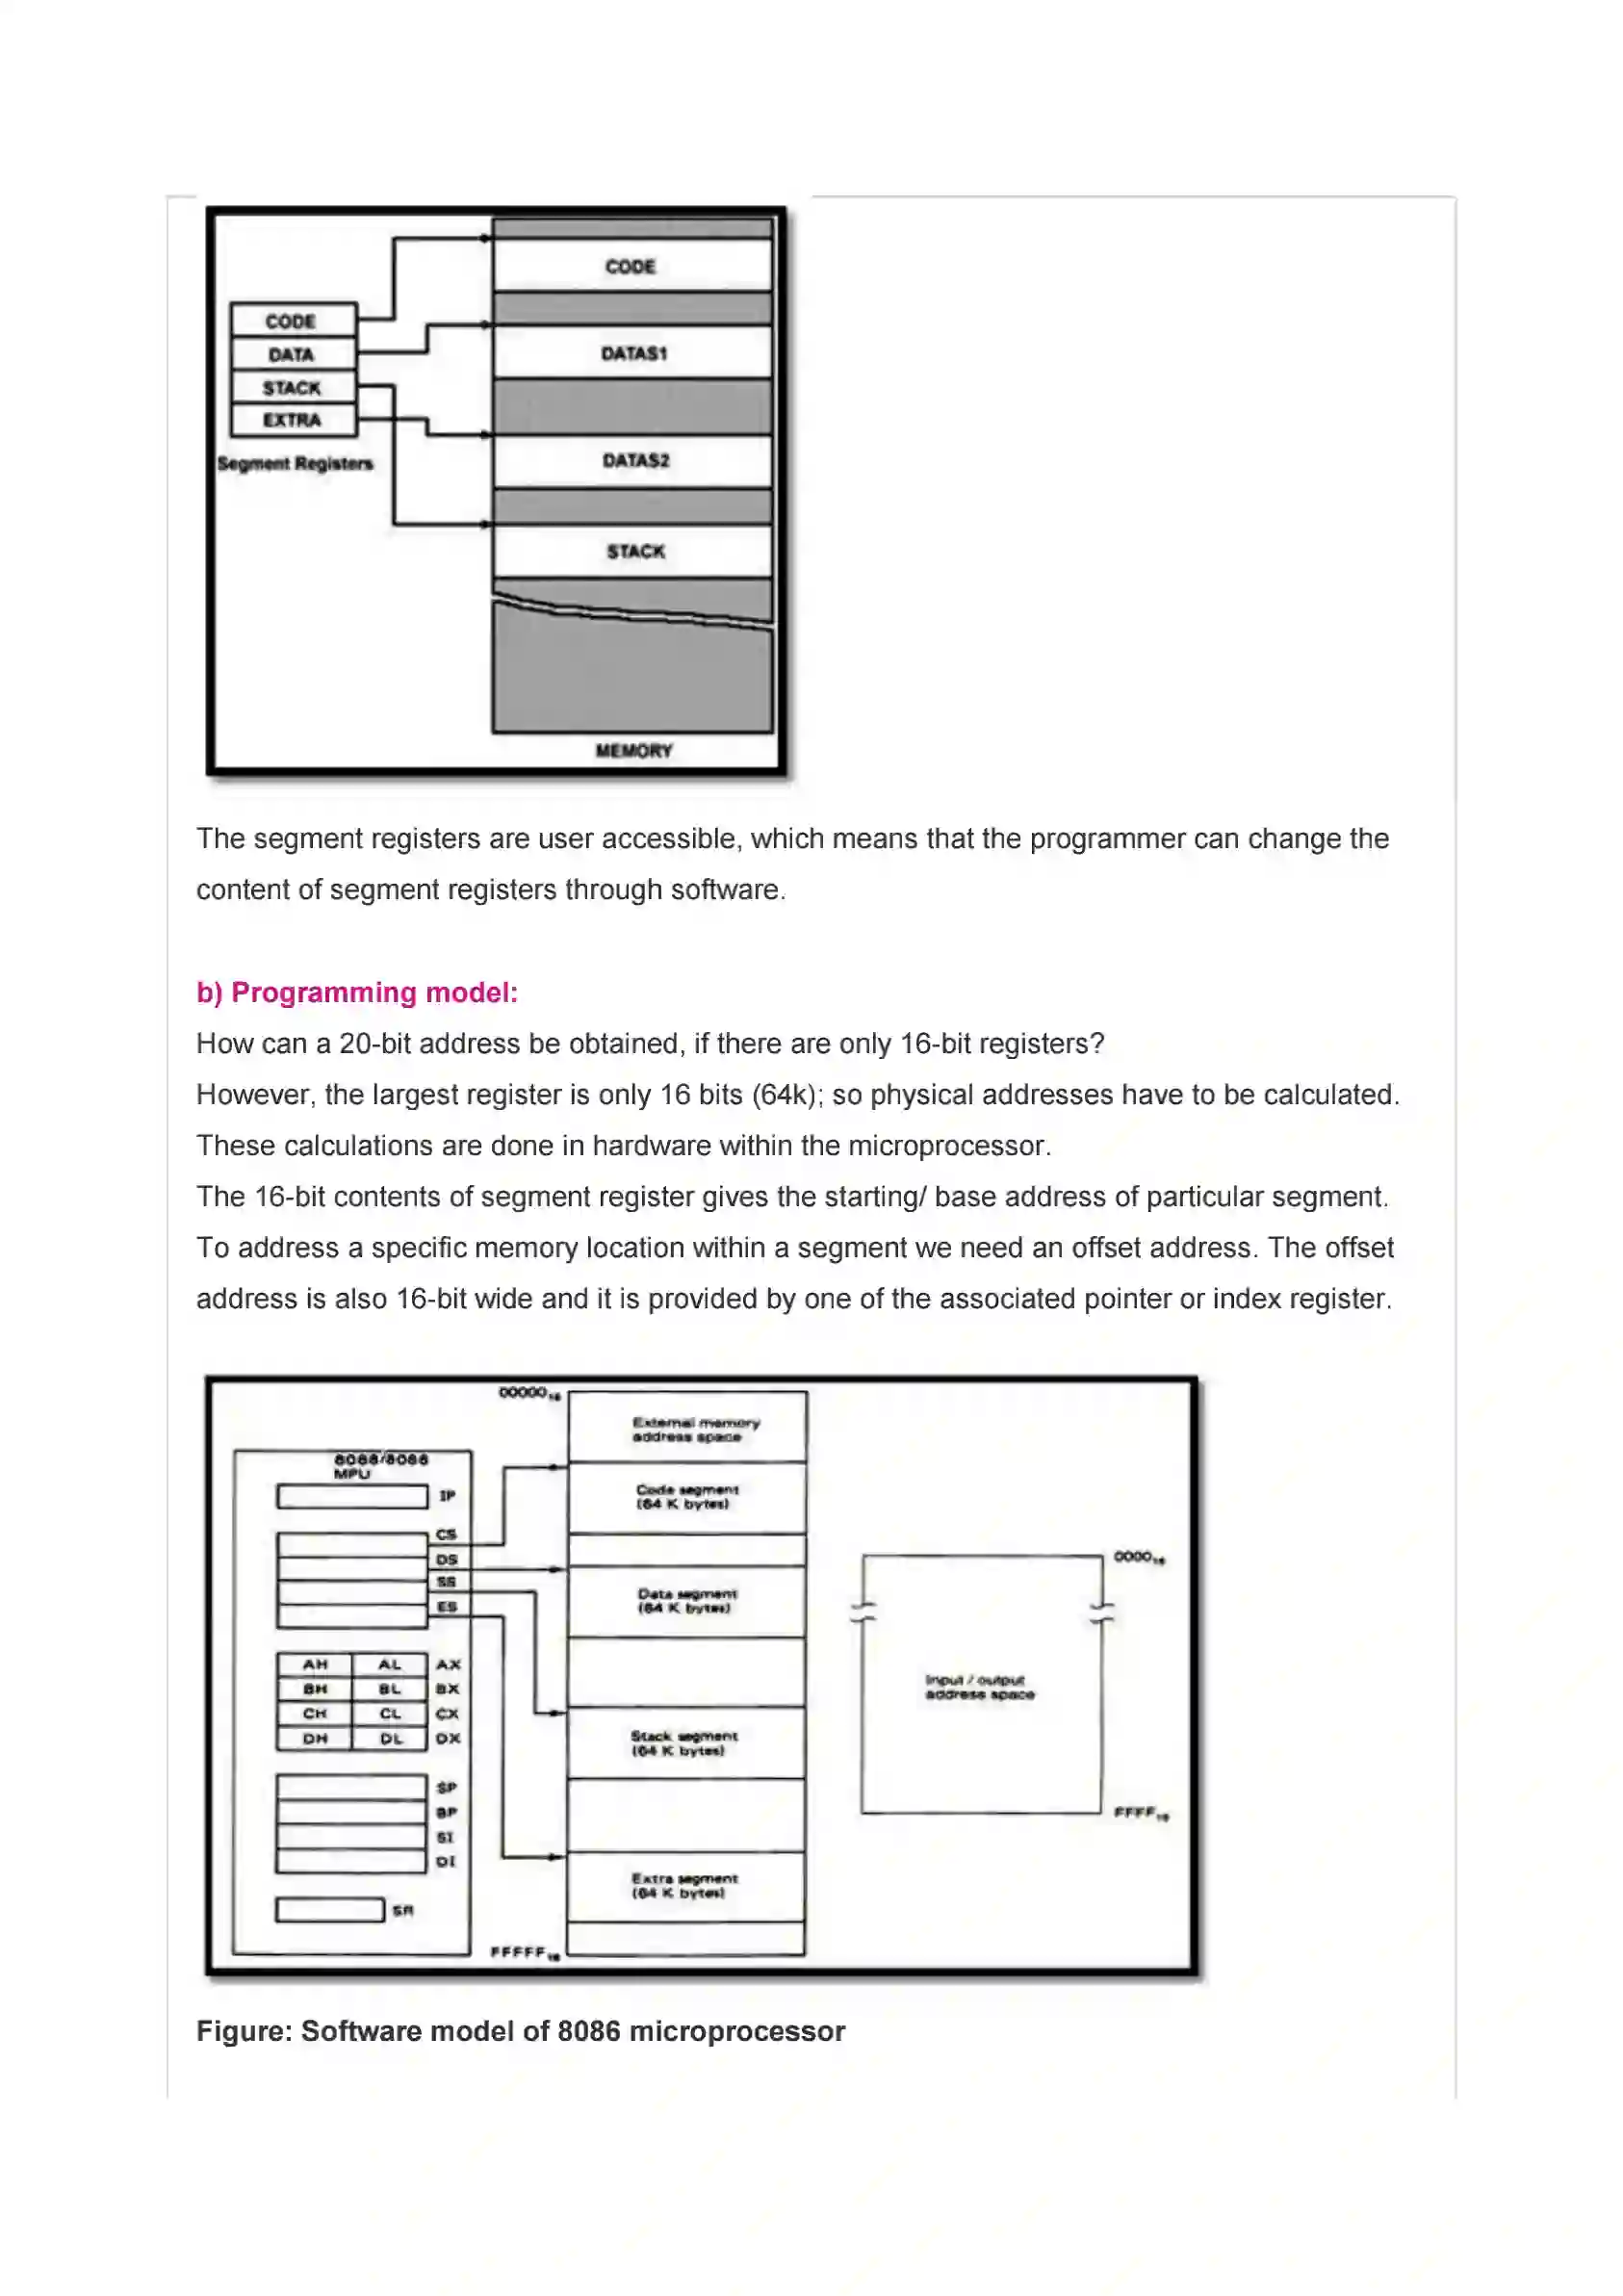 CODE
DATA
STACK
EXTRA
Segment Registers
CODE
DATAS1
DATAS2
STACK
MEMORY
The segment registers are user accessible, which means that the programmer can change the
content of segment registers through software.
b) Programming model:
How can a 20-bit address be obtained, if there are only 16-bit registers?
However, the largest register is only 16 bits (64k); so physical addresses have to be calculated.
These calculations are done in hardware within the microprocessor.
The 16-bit contents of segment register gives the starting/ base address of particular segment.
To address a specific memory location within a segment we need an offset address. The offset
address is also 16-bit wide and it is provided by one of the associated pointer or index register.
8088/8086
MPU
IP
CS
DS
SS
ES
AH AL AX
BH BL BX
CH CL CX
DH DL DX
SP
BP
SI
DI
SR
00000₁₆
External memory
address space
Code segment
(64 K bytes)
Data segment
(64 K bytes)
Stack segment
(64 K bytes)
Extra segment
(64 K bytes)
FFFFF₁₆
0000₁₆
Input / output
address space
FFFF₁₆
Figure: Software model of 8086 microprocessor